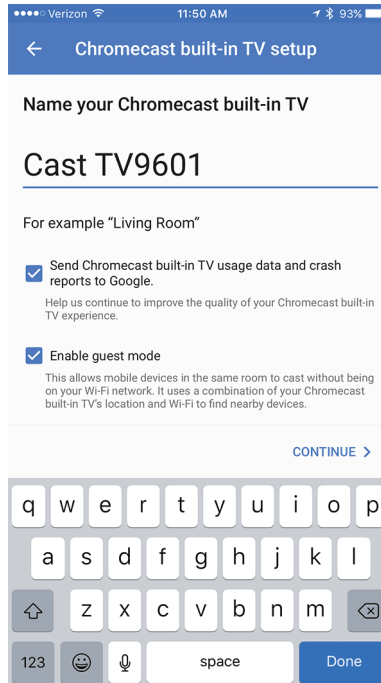 Verizon 11:50 AM 93%
Chromecast built-in TV setup
Name your Chromecast built-in TV
Cast TV9601
For example “Living Room”
Send Chromecast built-in TV usage data and crash
reports to Google.
Help us continue to improve the quality of your Chromecast built-in
TV experience.
Enable guest mode
This allows mobile devices in the same room to cast without being
on your Wi-Fi network. It uses a combination of your Chromecast
built-in TV's location and Wi-Fi to find nearby devices.
CONTINUE
q w e r t y u i o p
a s d f g h j k l
z x c v b n m
123 space Done